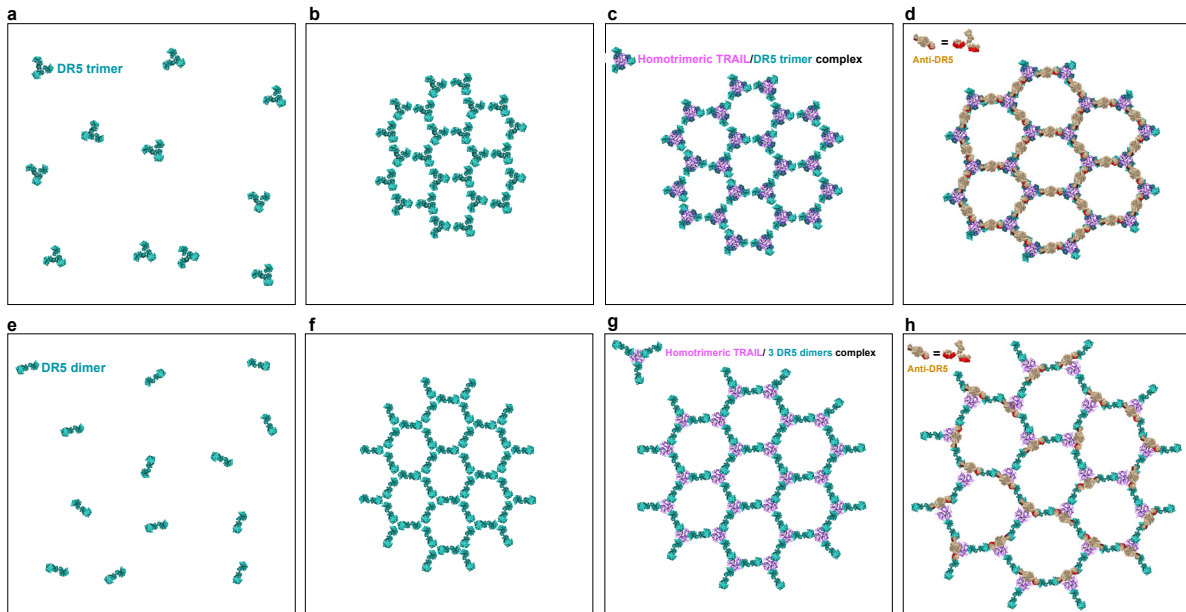 a
b
c
d
DR5 trimer
Homotrimeric TRAIL/DR5 trimer complex
=
Anti-DR5
e
f
g
h
DR5 dimer
Homotrimeric TRAIL/ 3 DR5 dimers complex
=
Anti-DR5